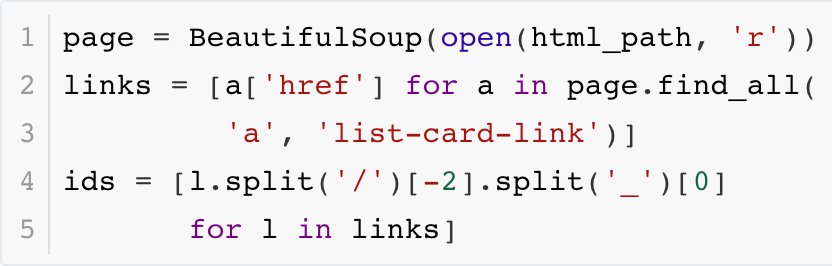 1 page = BeautifulSoup(open(html_path, 'r'))
2 links = [a['href'] for a in page.find_all(
3 'a', 'list-card-link')]
4 ids = [l.split('/')[-2].split('_')[0]
5 for l in links]